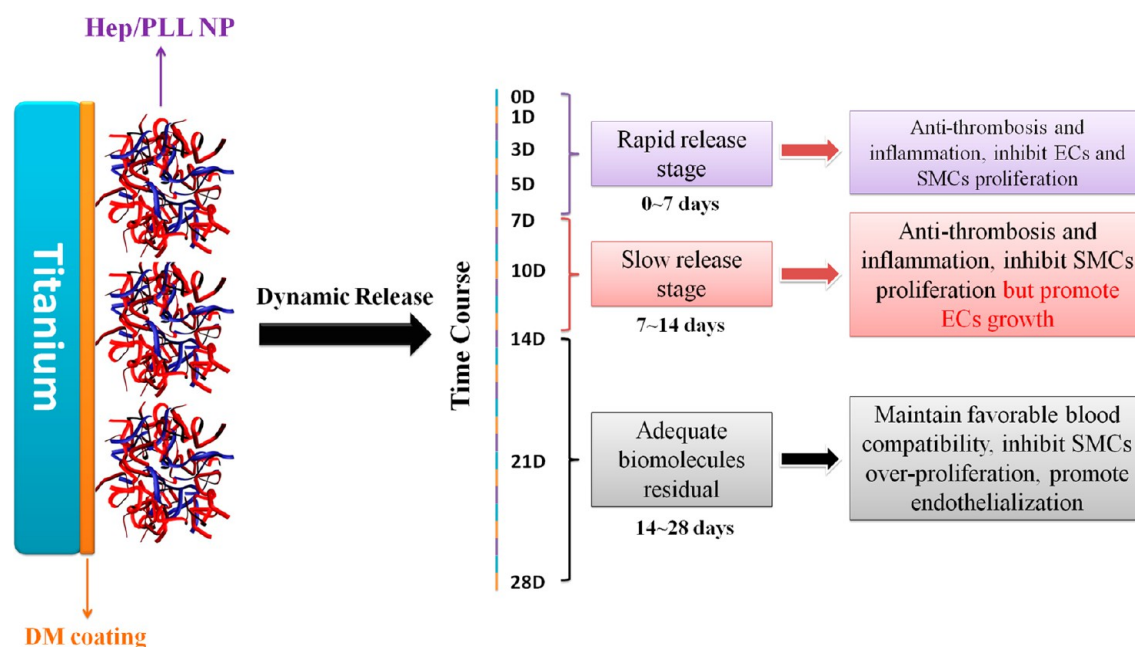 Hep/PLL NP
Titanium
DM coating
Dynamic Release
Time Course
0D
1D
3D
5D
7D
10D
14D
21D
28D
Rapid release
stage
0~7 days
Anti-thrombosis and
inflammation, inhibit ECs and
SMCs proliferation
Slow release
stage
7~14 days
Anti-thrombosis and
inflammation, inhibit SMCs
proliferation but promote
ECs growth
Adequate
biomolecules
residual
14~28 days
Maintain favorable blood
compatibility, inhibit SMCs
over-proliferation, promote
endothelialization